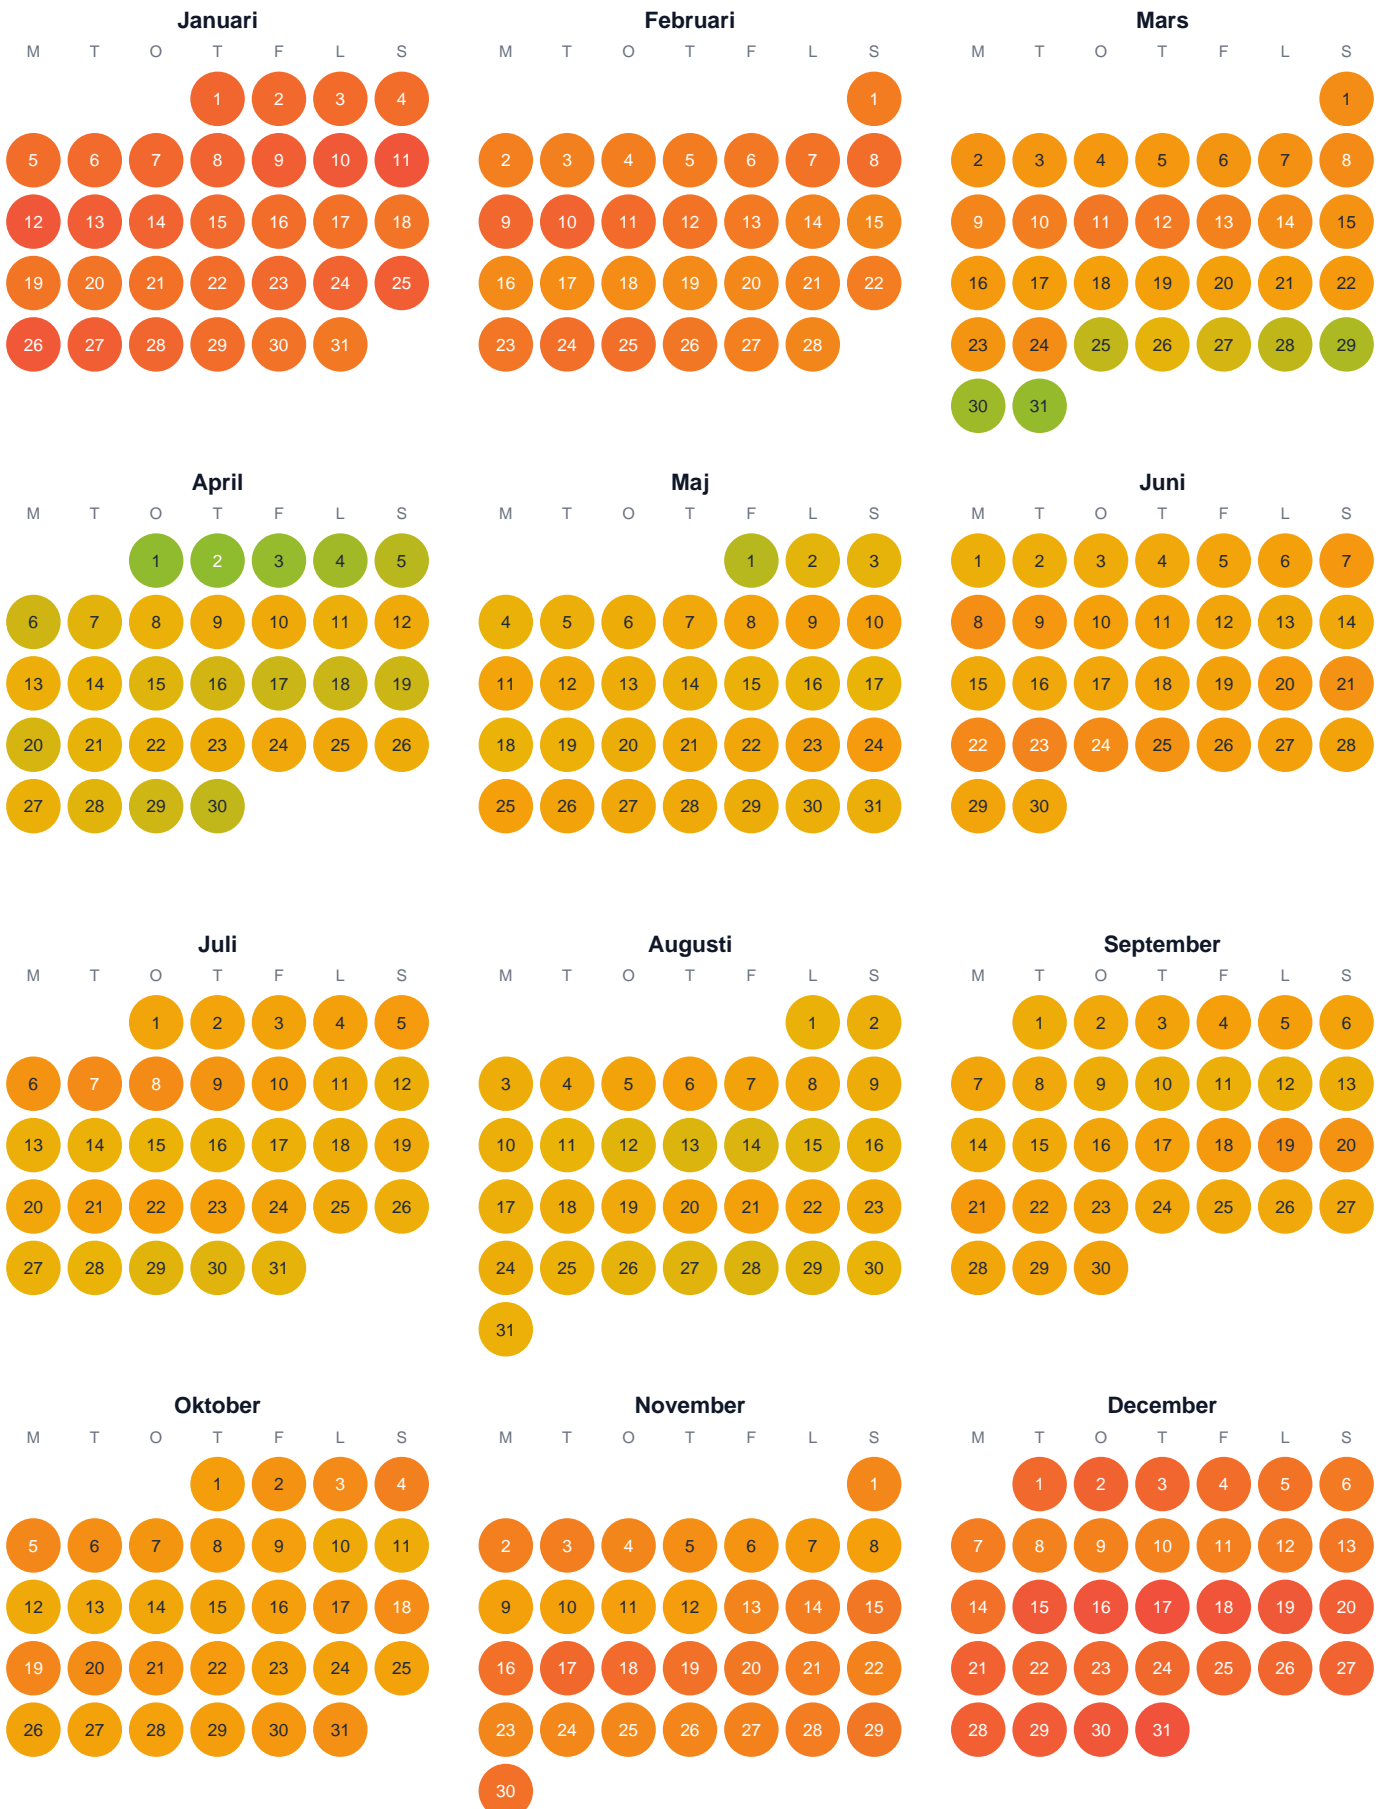 Januari Februari Mars
M T O T F L S M T O T F L S M T O T F L S
1 2 3 4 1 1
5 6 7 8 9 10 11 2 3 4 5 6 7 8 2 3 4 5 6 7 8
12 13 14 15 16 17 18 9 10 11 12 13 14 15 9 10 11 12 13 14 15
19 20 21 22 23 24 25 16 17 18 19 20 21 22 16 17 18 19 20 21 22
26 27 28 29 30 31 23 24 25 26 27 28 23 24 25 26 27 28 29
30 31
April Maj Juni
M T O T F L S M T O T F L S M T O T F L S
1 2 3 4 5 1 2 3 1 2 3 4 5 6 7
6 7 8 9 10 11 12 4 5 6 7 8 9 10 8 9 10 11 12 13 14
13 14 15 16 17 18 19 11 12 13 14 15 16 17 15 16 17 18 19 20 21
20 21 22 23 24 25 26 18 19 20 21 22 23 24 22 23 24 25 26 27 28
27 28 29 30 25 26 27 28 29 30 31 29 30
Juli Augusti September
M T O T F L S M T O T F L S M T O T F L S
1 2 3 4 5 1 2 1 2 3 4 5 6
6 7 8 9 10 11 12 3 4 5 6 7 8 9 7 8 9 10 11 12 13
13 14 15 16 17 18 19 10 11 12 13 14 15 16 14 15 16 17 18 19 20
20 21 22 23 24 25 26 17 18 19 20 21 22 23 21 22 23 24 25 26 27
27 28 29 30 31 24 25 26 27 28 29 30 28 29 30
31
Oktober November December
M T O T F L S M T O T F L S M T O T F L S
1 2 3 4 1 1 2 3 4 5 6
5 6 7 8 9 10 11 2 3 4 5 6 7 8 7 8 9 10 11 12 13
12 13 14 15 16 17 18 9 10 11 12 13 14 15 14 15 16 17 18 19 20
19 20 21 22 23 24 25 16 17 18 19 20 21 22 21 22 23 24 25 26 27
26 27 28 29 30 31 23 24 25 26 27 28 29 28 29 30 31
30